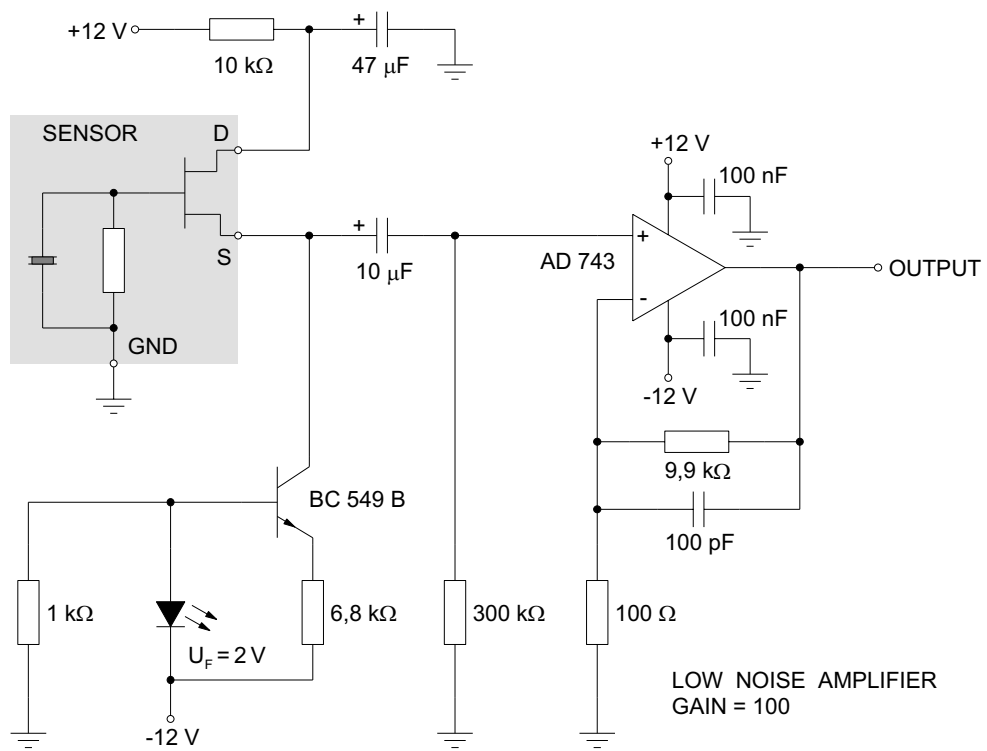 +12 V
10 kΩ
47 μF
SENSOR
D
S
GND
+
10 μF
+
+12 V
100 nF
+
AD 743
-
OUTPUT
100 nF
-12 V
9,9 kΩ
100 pF
BC 549 B
1 kΩ
U_F = 2 V
6,8 kΩ
300 kΩ
100 Ω
-12 V
LOW NOISE AMPLIFIER
GAIN = 100